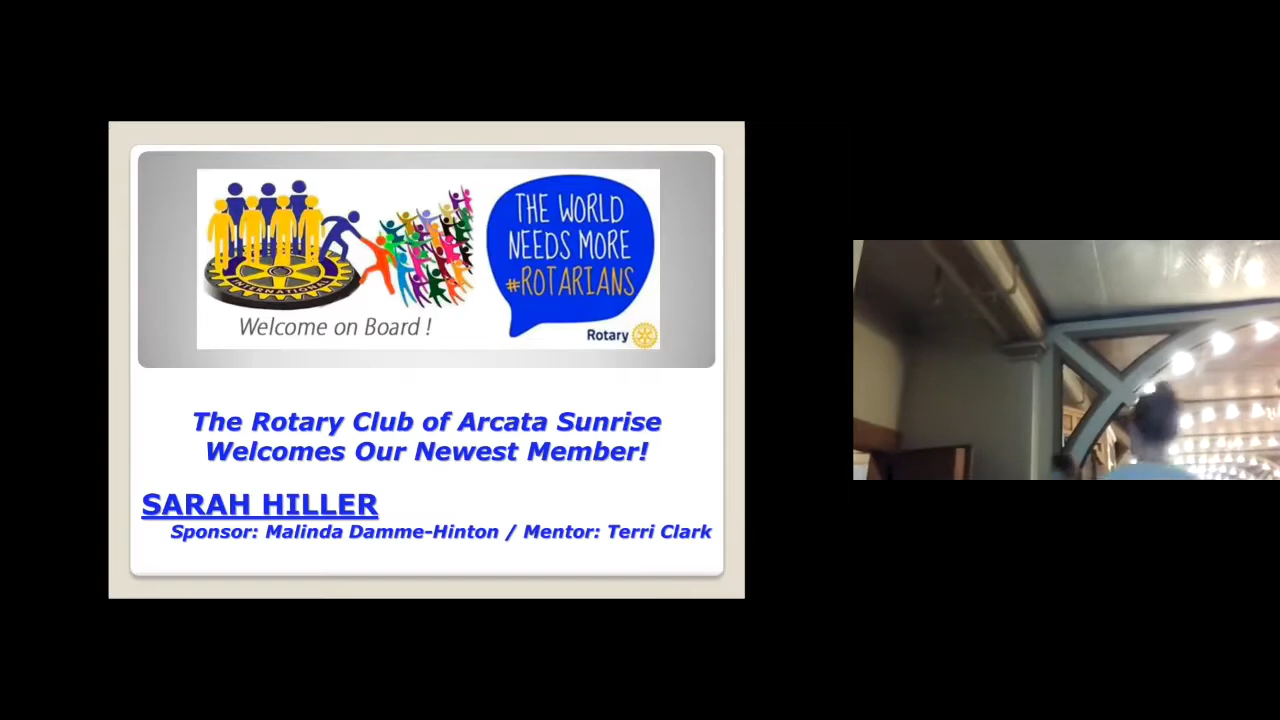 INTERNATIONAL
Welcome on Board !
THE WORLD
NEEDS MORE
#ROTARIANS
Rotary
The Rotary Club of Arcata Sunrise
Welcomes Our Newest Member!
SARAH HILLER
Sponsor: Malinda Damme-Hinton / Mentor: Terri Clark